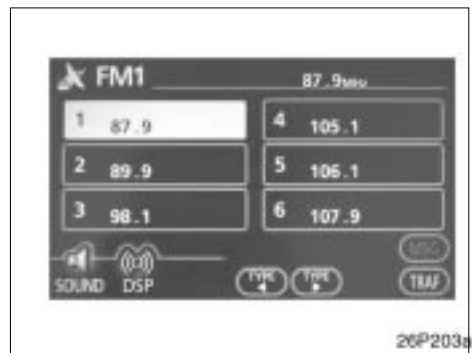 FM1 87.9MHz
1 87.9
2 89.9
3 98.1
4 105.1
5 106.1
6 107.9
MSG
SOUND DSP TYPE TYPE TRAF
26P203a